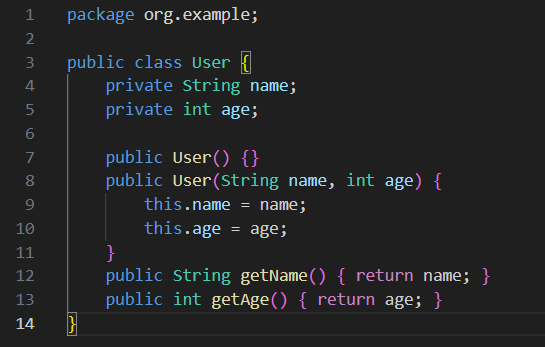 1 package org.example;
2
3 public class User {
4     private String name;
5     private int age;
6
7     public User() {}
8     public User(String name, int age) {
9         this.name = name;
10         this.age = age;
11     }
12     public String getName() { return name; }
13     public int getAge() { return age; }
14 }